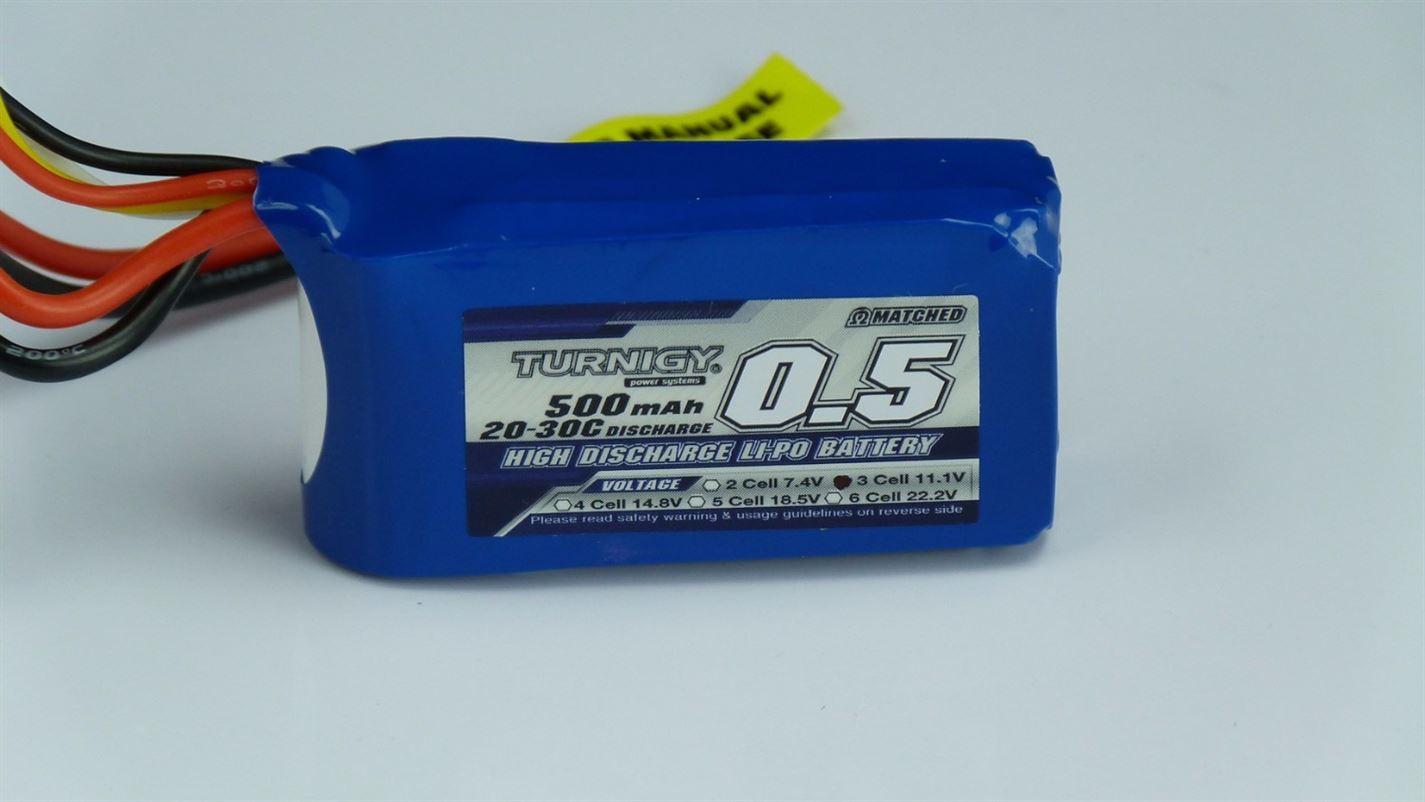 MANUAL
MATCHED
TURNIGY®
power systems
0.5
500mAh
20-30C DISCHARGE
HIGH DISCHARGE LI-PO BATTERY
VOLTAGE 2 Cell 7.4V 3 Cell 11.1V
4 Cell 14.8V 5 Cell 18.5V 6 Cell 22.2V
Please read safety warning & usage guidelines on reverse side
200°C